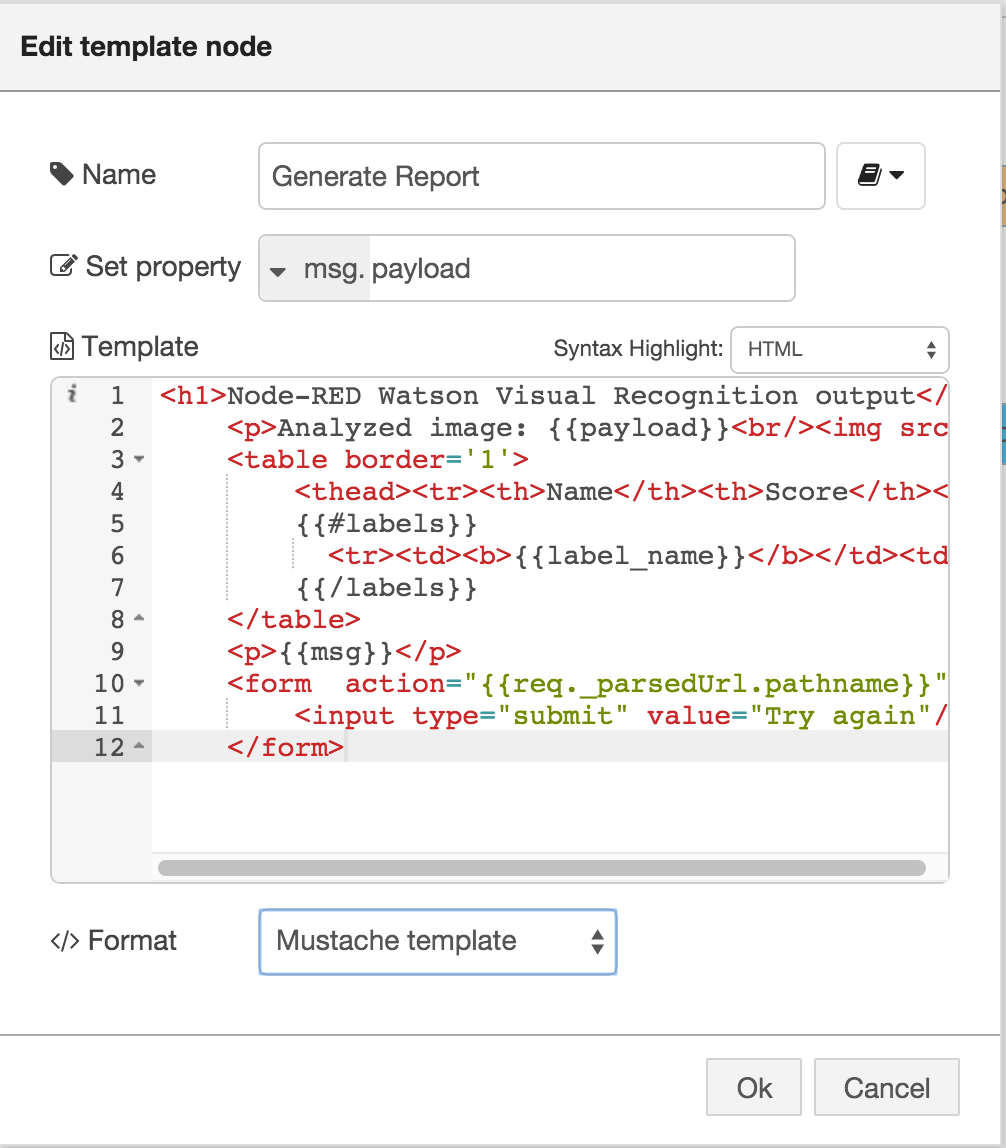 Edit template node
Name
Generate Report
Set property
msg. payload
Template
Syntax Highlight: HTML
i 1 <h1>Node-RED Watson Visual Recognition output</
2 <p>Analyzed image: {{payload}}<br/><img src
3 <table border='1'>
4 <thead><tr><th>Name</th><th>Score</th><
5 {{#labels}}
6 <tr><td><b>{{label_name}}</b></td><td
7 {{/labels}}
8 </table>
9 <p>{{msg}}</p>
10 <form  action="{{req._parsedUrl.pathname}}"
11 <input type="submit" value="Try again"/
12 </form>
</> Format
Mustache template
Ok
Cancel